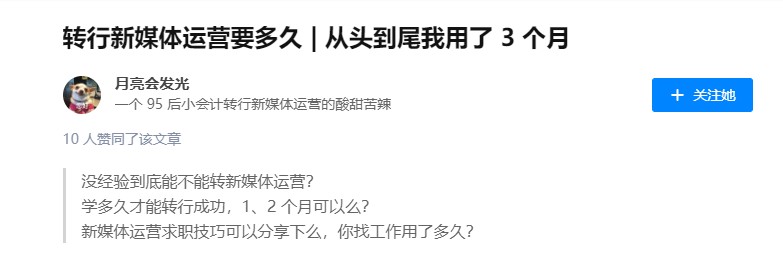 转行新媒体运营要多久 | 从头到尾我用了 3 个月
月亮会发光
一个 95 后小会计转行新媒体运营的酸甜苦辣
+ 关注她
10 人赞同了该文章
没经验到底能不能转新媒体运营？
学多久才能转行成功，1、2 个月可以么？
新媒体运营求职技巧可以分享下么，你找工作用了多久？